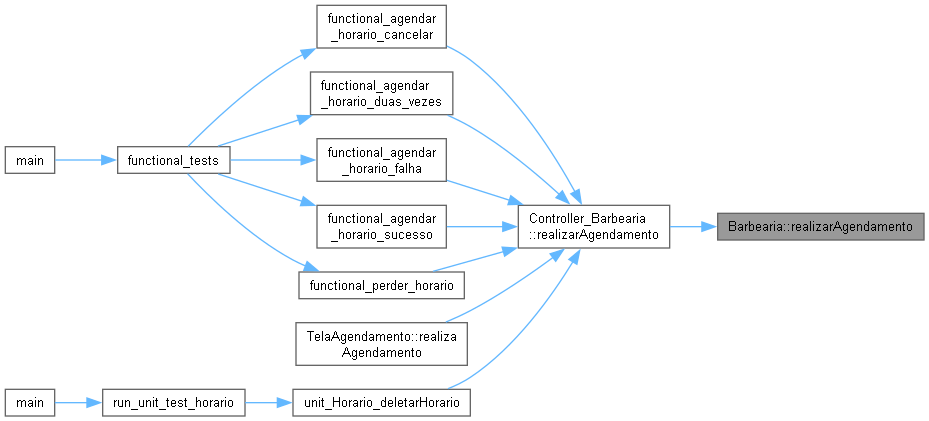 functional_agendar
_horario_cancelar
functional_agendar
_horario_duas_vezes
main
functional_tests
functional_agendar
_horario_falha
Controller_Barbearia
::realizarAgendamento
Barbearia::realizarAgendamento
functional_agendar
_horario_sucesso
functional_perder_horario
TelaAgendamento::realiza
Agendamento
main
run_unit_test_horario
unit_Horario_deletarHorario